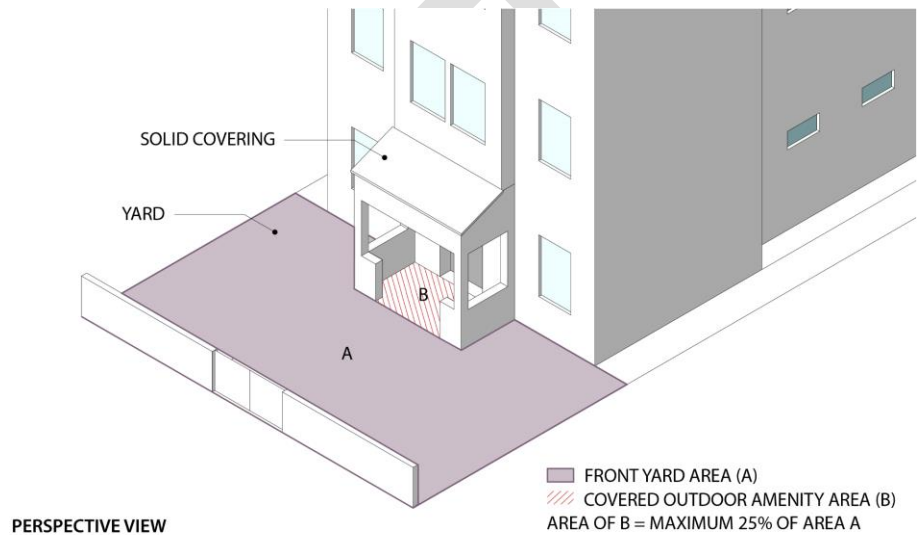 SOLID COVERING
YARD
B
A
FRONT YARD AREA (A)
COVERED OUTDOOR AMENITY AREA (B)
AREA OF B = MAXIMUM 25% OF AREA A
PERSPECTIVE VIEW